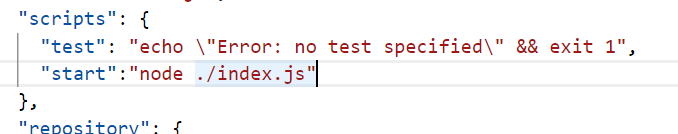 "scripts": {
"test": "echo \"Error: no test specified\" && exit 1",
"start":"node ./index.js"
},
"repository": {